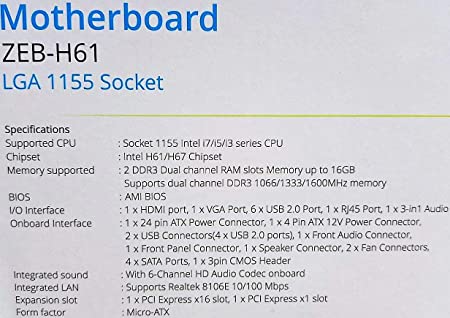 Motherboard
ZEB-H61
LGA 1155 Socket
Specifications
Supported CPU : Socket 1155 Intel i7/i5/i3 series CPU
Chipset : Intel H61/H67 Chipset
Memory supported : 2 DDR3 Dual channel RAM slots Memory up to 16GB
Supports dual channel DDR3 1066/1333/1600MHz memory
BIOS : AMI BIOS
I/O Interface : 1 x HDMI port, 1 x VGA Port, 6 x USB 2.0 Port, 1 x RJ45 Port, 1 x 3-in1 Audio
Onboard Interface : 1 x 24 pin ATX Power Connector, 1 x 4 Pin ATX 12V Power Connector,
2 x USB Connectors(4 x USB 2.0 ports), 1 x Front Audio Connector,
1 x Front Panel Connector, 1 x Speaker Connector, 2 x Fan Connectors,
4 x SATA Ports, 1 x 3pin CMOS Header
Integrated sound : With 6-Channel HD Audio Codec onboard
Integrated LAN : Supports Realtek 8106E 10/100 Mbps
Expansion slot : 1 x PCI Express x16 slot, 1 x PCI Express x1 slot
Form factor : Micro-ATX